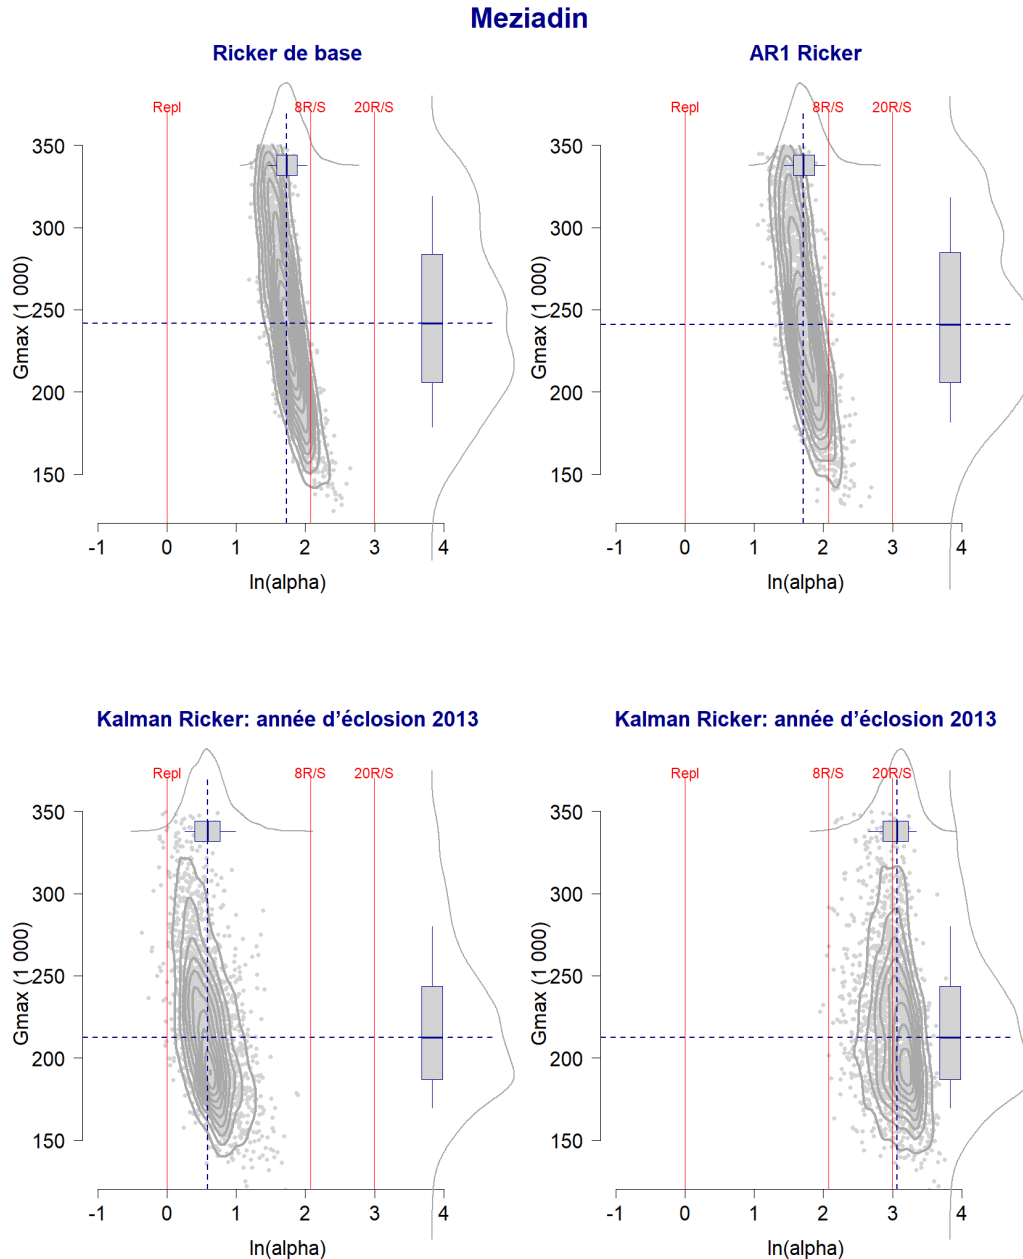 Meziadin
Ricker de base
AR1 Ricker
Repl
8R/S
20R/S
Repl
8R/S
20R/S
Gmax (1 000)
350
300
250
200
150
-1 0 1 2 3 4
ln(alpha)
Gmax (1 000)
350
300
250
200
150
-1 0 1 2 3 4
ln(alpha)
Kalman Ricker: année d’éclosion 2013
Kalman Ricker: année d’éclosion 2013
Repl
8R/S
20R/S
Repl
8R/S
20R/S
Gmax (1 000)
350
300
250
200
150
-1 0 1 2 3 4
ln(alpha)
Gmax (1 000)
350
300
250
200
150
-1 0 1 2 3 4
ln(alpha)